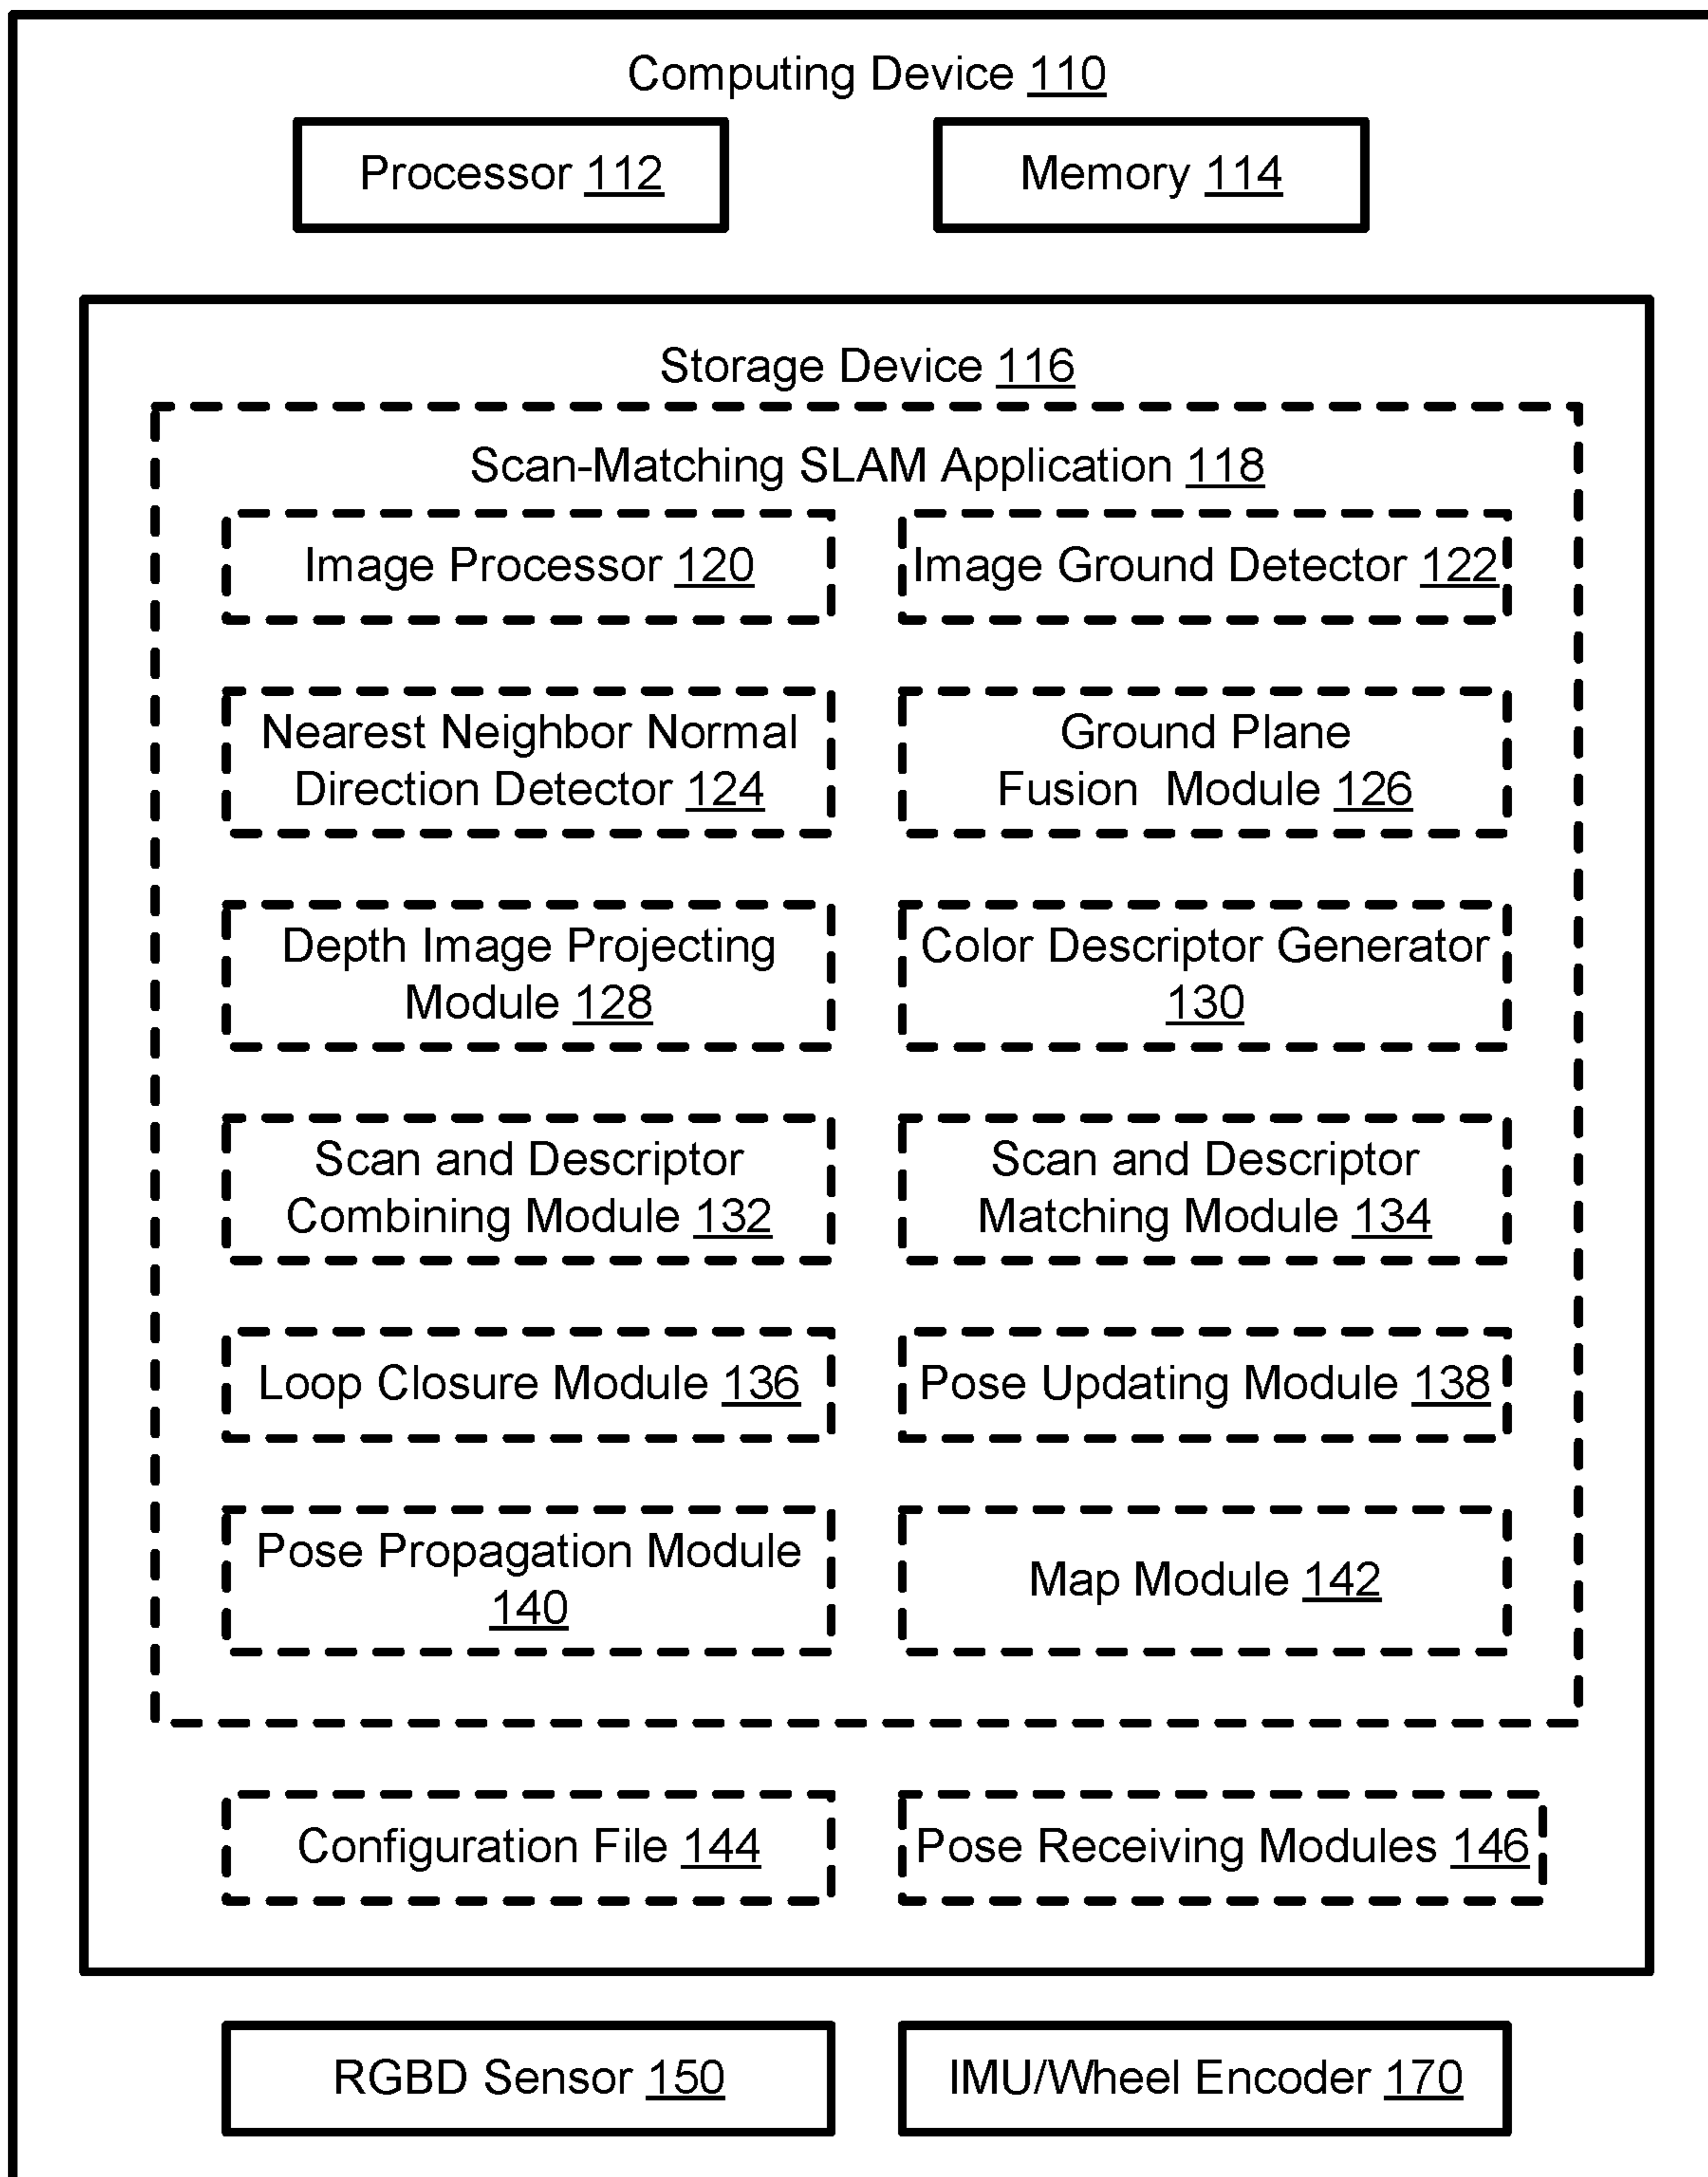 Computing Device 110
Processor 112
Memory 114
Storage Device 116
Scan-Matching SLAM Application 118
Image Processor 120
Image Ground Detector 122
Nearest Neighbor Normal
Direction Detector 124
Ground Plane
Fusion Module 126
Depth Image Projecting
Module 128
Color Descriptor Generator
130
Scan and Descriptor
Combining Module 132
Scan and Descriptor
Matching Module 134
Loop Closure Module 136
Pose Updating Module 138
Pose Propagation Module
140
Map Module 142
Configuration File 144
Pose Receiving Modules 146
RGBD Sensor 150
IMU/Wheel Encoder 170